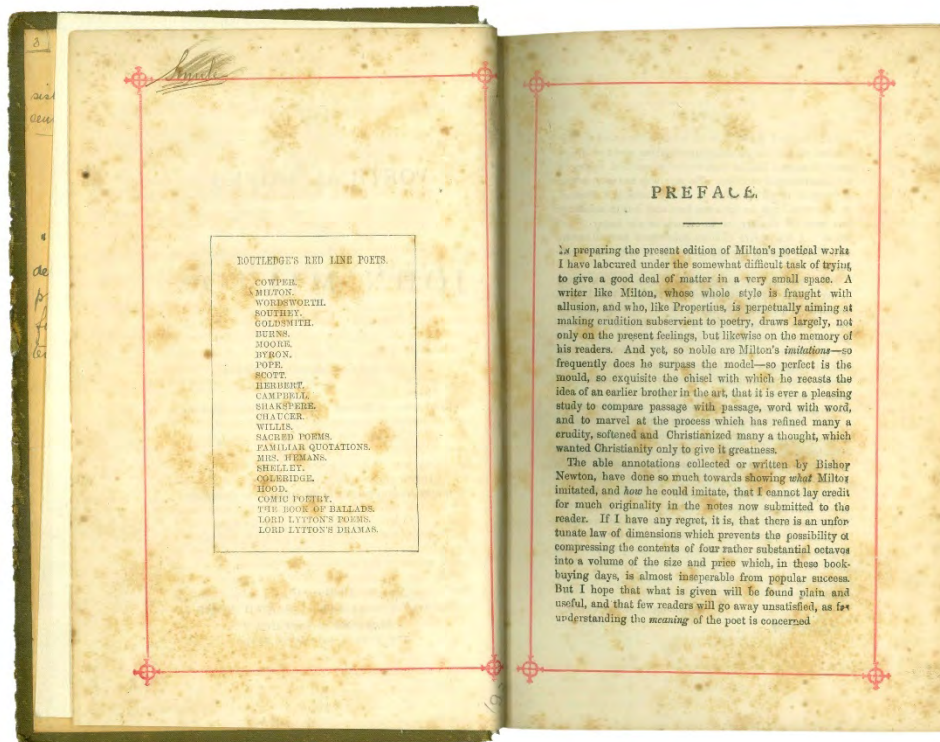 ROUTLEDGE'S RED LINE POETS.
COWPER.
MILTON.
WORDSWORTH.
SOUTHEY.
GOLDSMITH.
BURNS.
MOORE.
BYRON.
POPE.
SCOTT.
HERBERT.
CAMPBELL.
SHAKSPERE.
CHAUCER.
WILLIS.
SACRED POEMS.
FAMILIAR QUOTATIONS.
MRS. HEMANS.
SHELLEY.
COLERIDGE.
HOOD.
COMIC POETRY.
THE BOOK OF BALLADS.
LORD LYTTON'S POEMS.
LORD LYTTON'S DRAMAS.
PREFACE.
In preparing the present edition of Milton's poetical works
I have laboured under the somewhat difficult task of trying
to give a good deal of matter in a very small space. A
writer like Milton, whose whole style is fraught with
allusion, and who, like Propertius, is perpetually aiming at
making erudition subservient to poetry, draws largely, not
only on the present feelings, but likewise on the memory of
his readers. And yet, so noble are Milton's imitations—so
frequently does he surpass the model—so perfect is the
mould, so exquisite the chisel with which he recasts the
idea of an earlier brother in the art, that it is ever a pleasing
study to compare passage with passage, word with word,
and to marvel at the process which has refined many a
crudity, softened and Christianized many a thought, which
wanted Christianity only to give it greatness.
The able annotations collected or written by Bishop
Newton, have done so much towards showing what Milton
imitated, and how he could imitate, that I cannot lay credit
for much originality in the notes now submitted to the
reader. If I have any regret, it is, that there is an unfor
tunate law of dimensions which prevents the possibility of
compressing the contents of four rather substantial octavos
into a volume of the size and price which, in these book-
buying days, is almost inseperable from popular success.
But I hope that what is given will be found plain and
useful, and that few readers will go away unsatisfied, as far
understanding the meaning of the poet is concerned